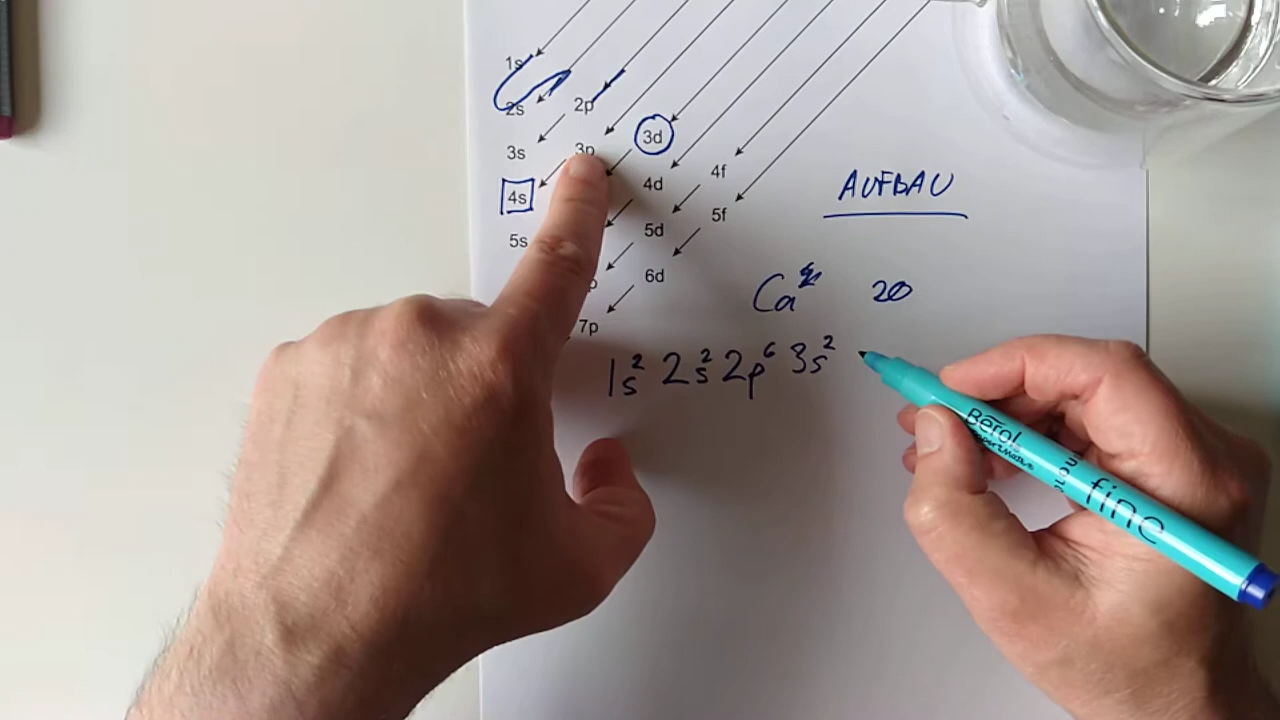 1s
2s 2p
3s 3p 3d
4s 4d 4f
5s 5d 5f
p 6d
7p
AUFBAU
Ca 20
1s² 2s² 2p⁶ 3s²
Berol
fine